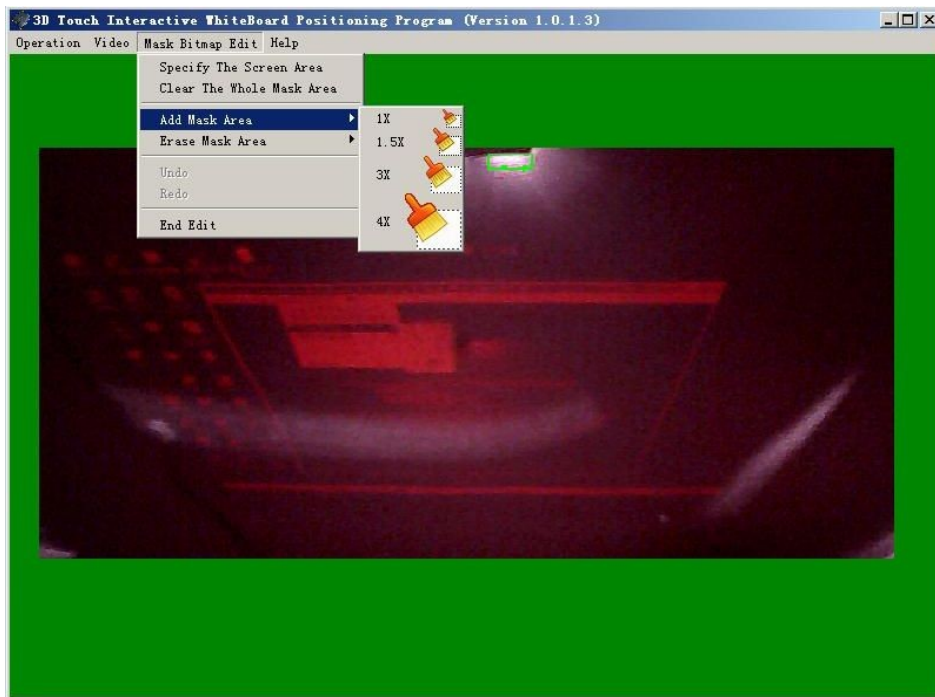 3D Touch Interactive WhiteBoard Positioning Program (Version 1.0.1.3)
Operation Video Mask Bitmap Edit Help
Specify The Screen Area
Clear The Whole Mask Area
Add Mask Area
Erase Mask Area
Undo
Redo
End Edit
1X
1.5X
3X
4X